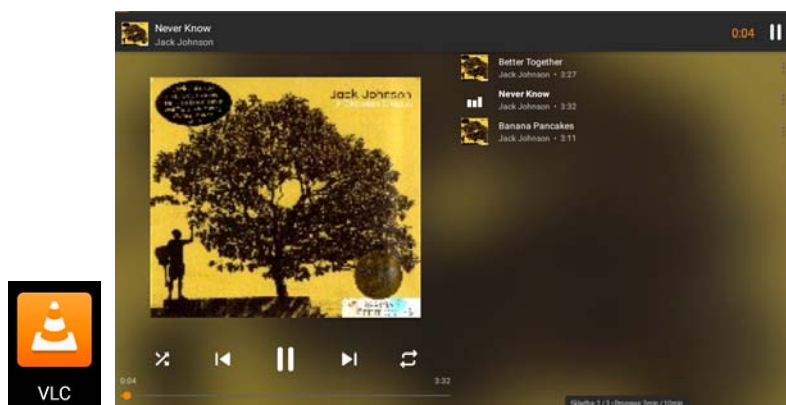 Never Know
Jack Johnson
0:04
Better Together
Jack Johnson • 3:27
Never Know
Jack Johnson • 3:32
Banana Pancakes
Jack Johnson • 3:11
Jack Johnson
0:04
3:32
VLC